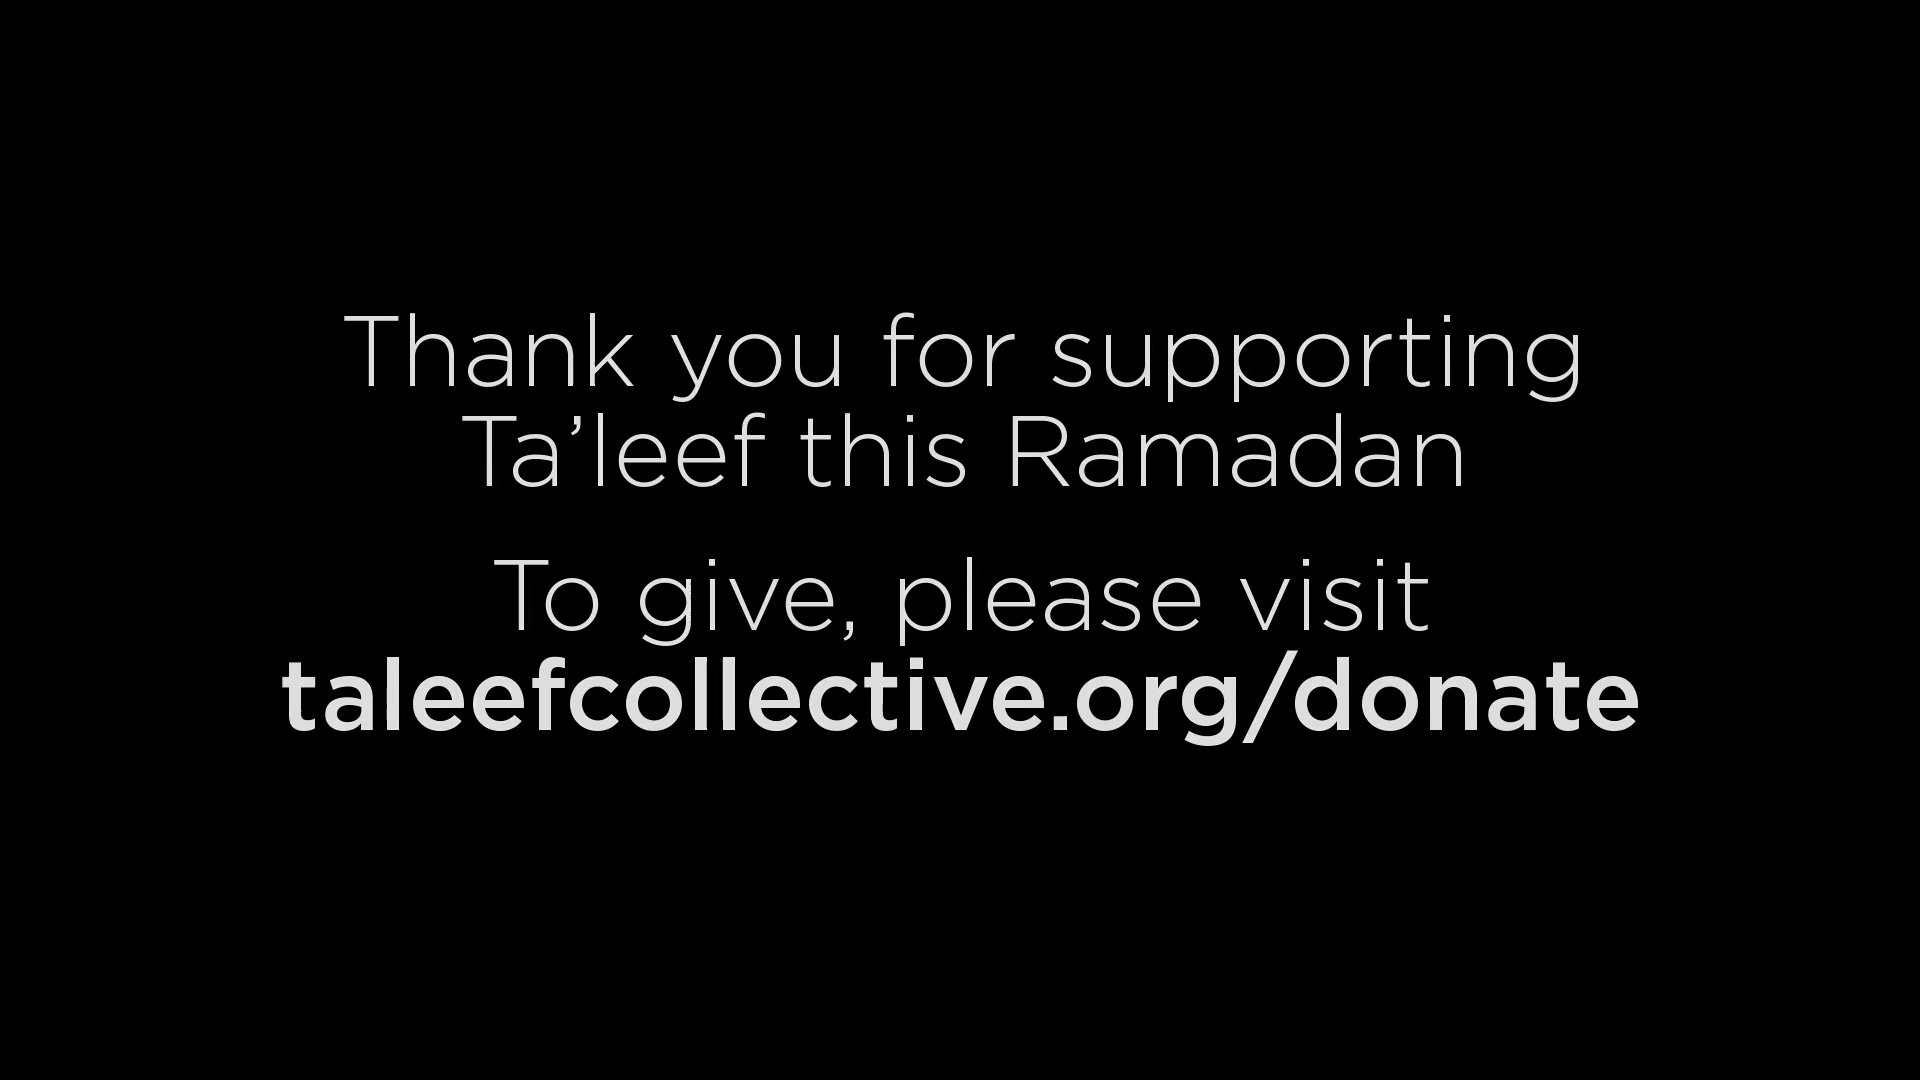 Thank you for supporting
Ta’leef this Ramadan
To give, please visit
taleefcollective.org/donate